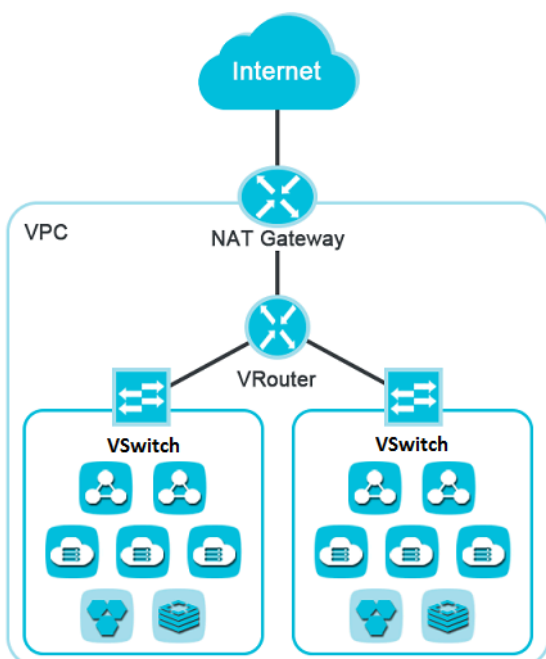 Internet
VPC
NAT Gateway
VRouter
VSwitch
VSwitch